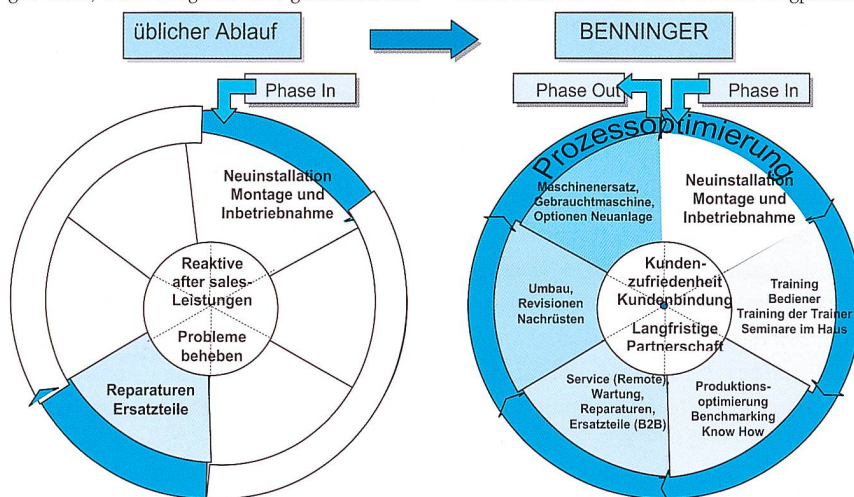 üblicher Ablauf
BENNINGER
Phase In
Phase Out
Phase In
Neuinstallation
Montage und
Inbetriebnahme
Reaktive
after sales-
Leistungen
Probleme
beheben
Reparaturen
Ersatzteile
Prozessoptimierung
Maschinenersatz,
Gebrauchtmaschine,
Optionen Neuanlage
Neuinstallation
Montage und
Inbetriebnahme
Umbau,
Revisionen
Nachrüsten
Kunden-
zufriedenheit
Kundenbindung
Langfristige
Partnerschaft
Training
Bediener
Training der Trainer
Seminare im Haus
Service (Remote),
Wartung,
Reparaturen,
Ersatzteile (B2B)
Produktions-
optimierung
Benchmarking
Know How